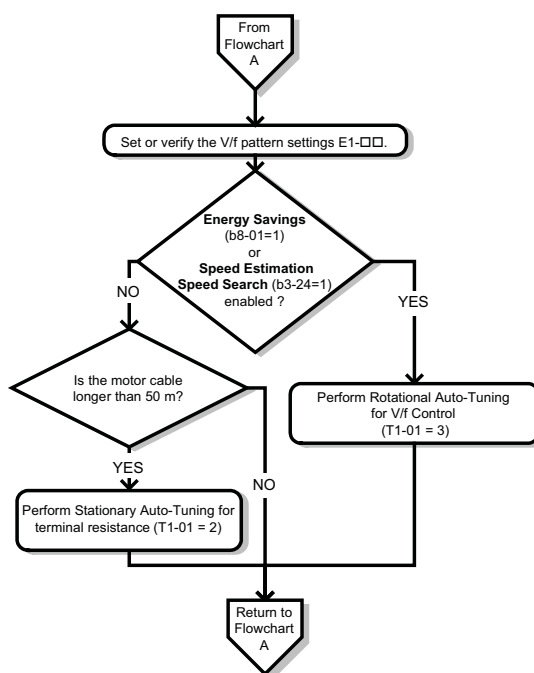 From
Flowchart
A
Set or verify the V/f pattern settings E1-□□.
Energy Savings
(b8-01=1)
or
Speed Estimation
Speed Search (b3-24=1)
enabled ?
NO
YES
Is the motor cable
longer than 50 m?
Perform Rotational Auto-Tuning
for V/f Control
(T1-01 = 3)
YES
NO
Perform Stationary Auto-Tuning for
terminal resistance (T1-01 = 2)
Return to
Flowchart
A